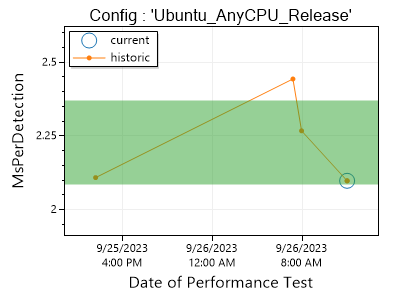 Config : 'Ubuntu_AnyCPU_Release'
current
historic
MsPerDetection
2.5
2.25
2
9/25/2023
4:00 PM
9/26/2023
12:00 AM
9/26/2023
8:00 AM
Date of Performance Test